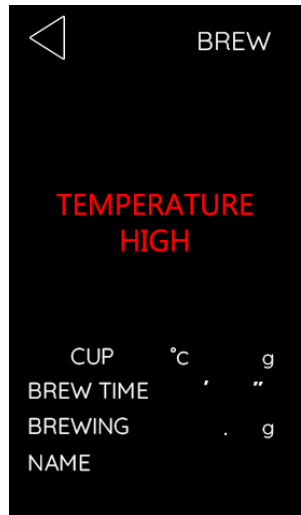 BREW
TEMPERATURE
HIGH
CUP °C g
BREW TIME ′ ″
BREWING . g
NAME